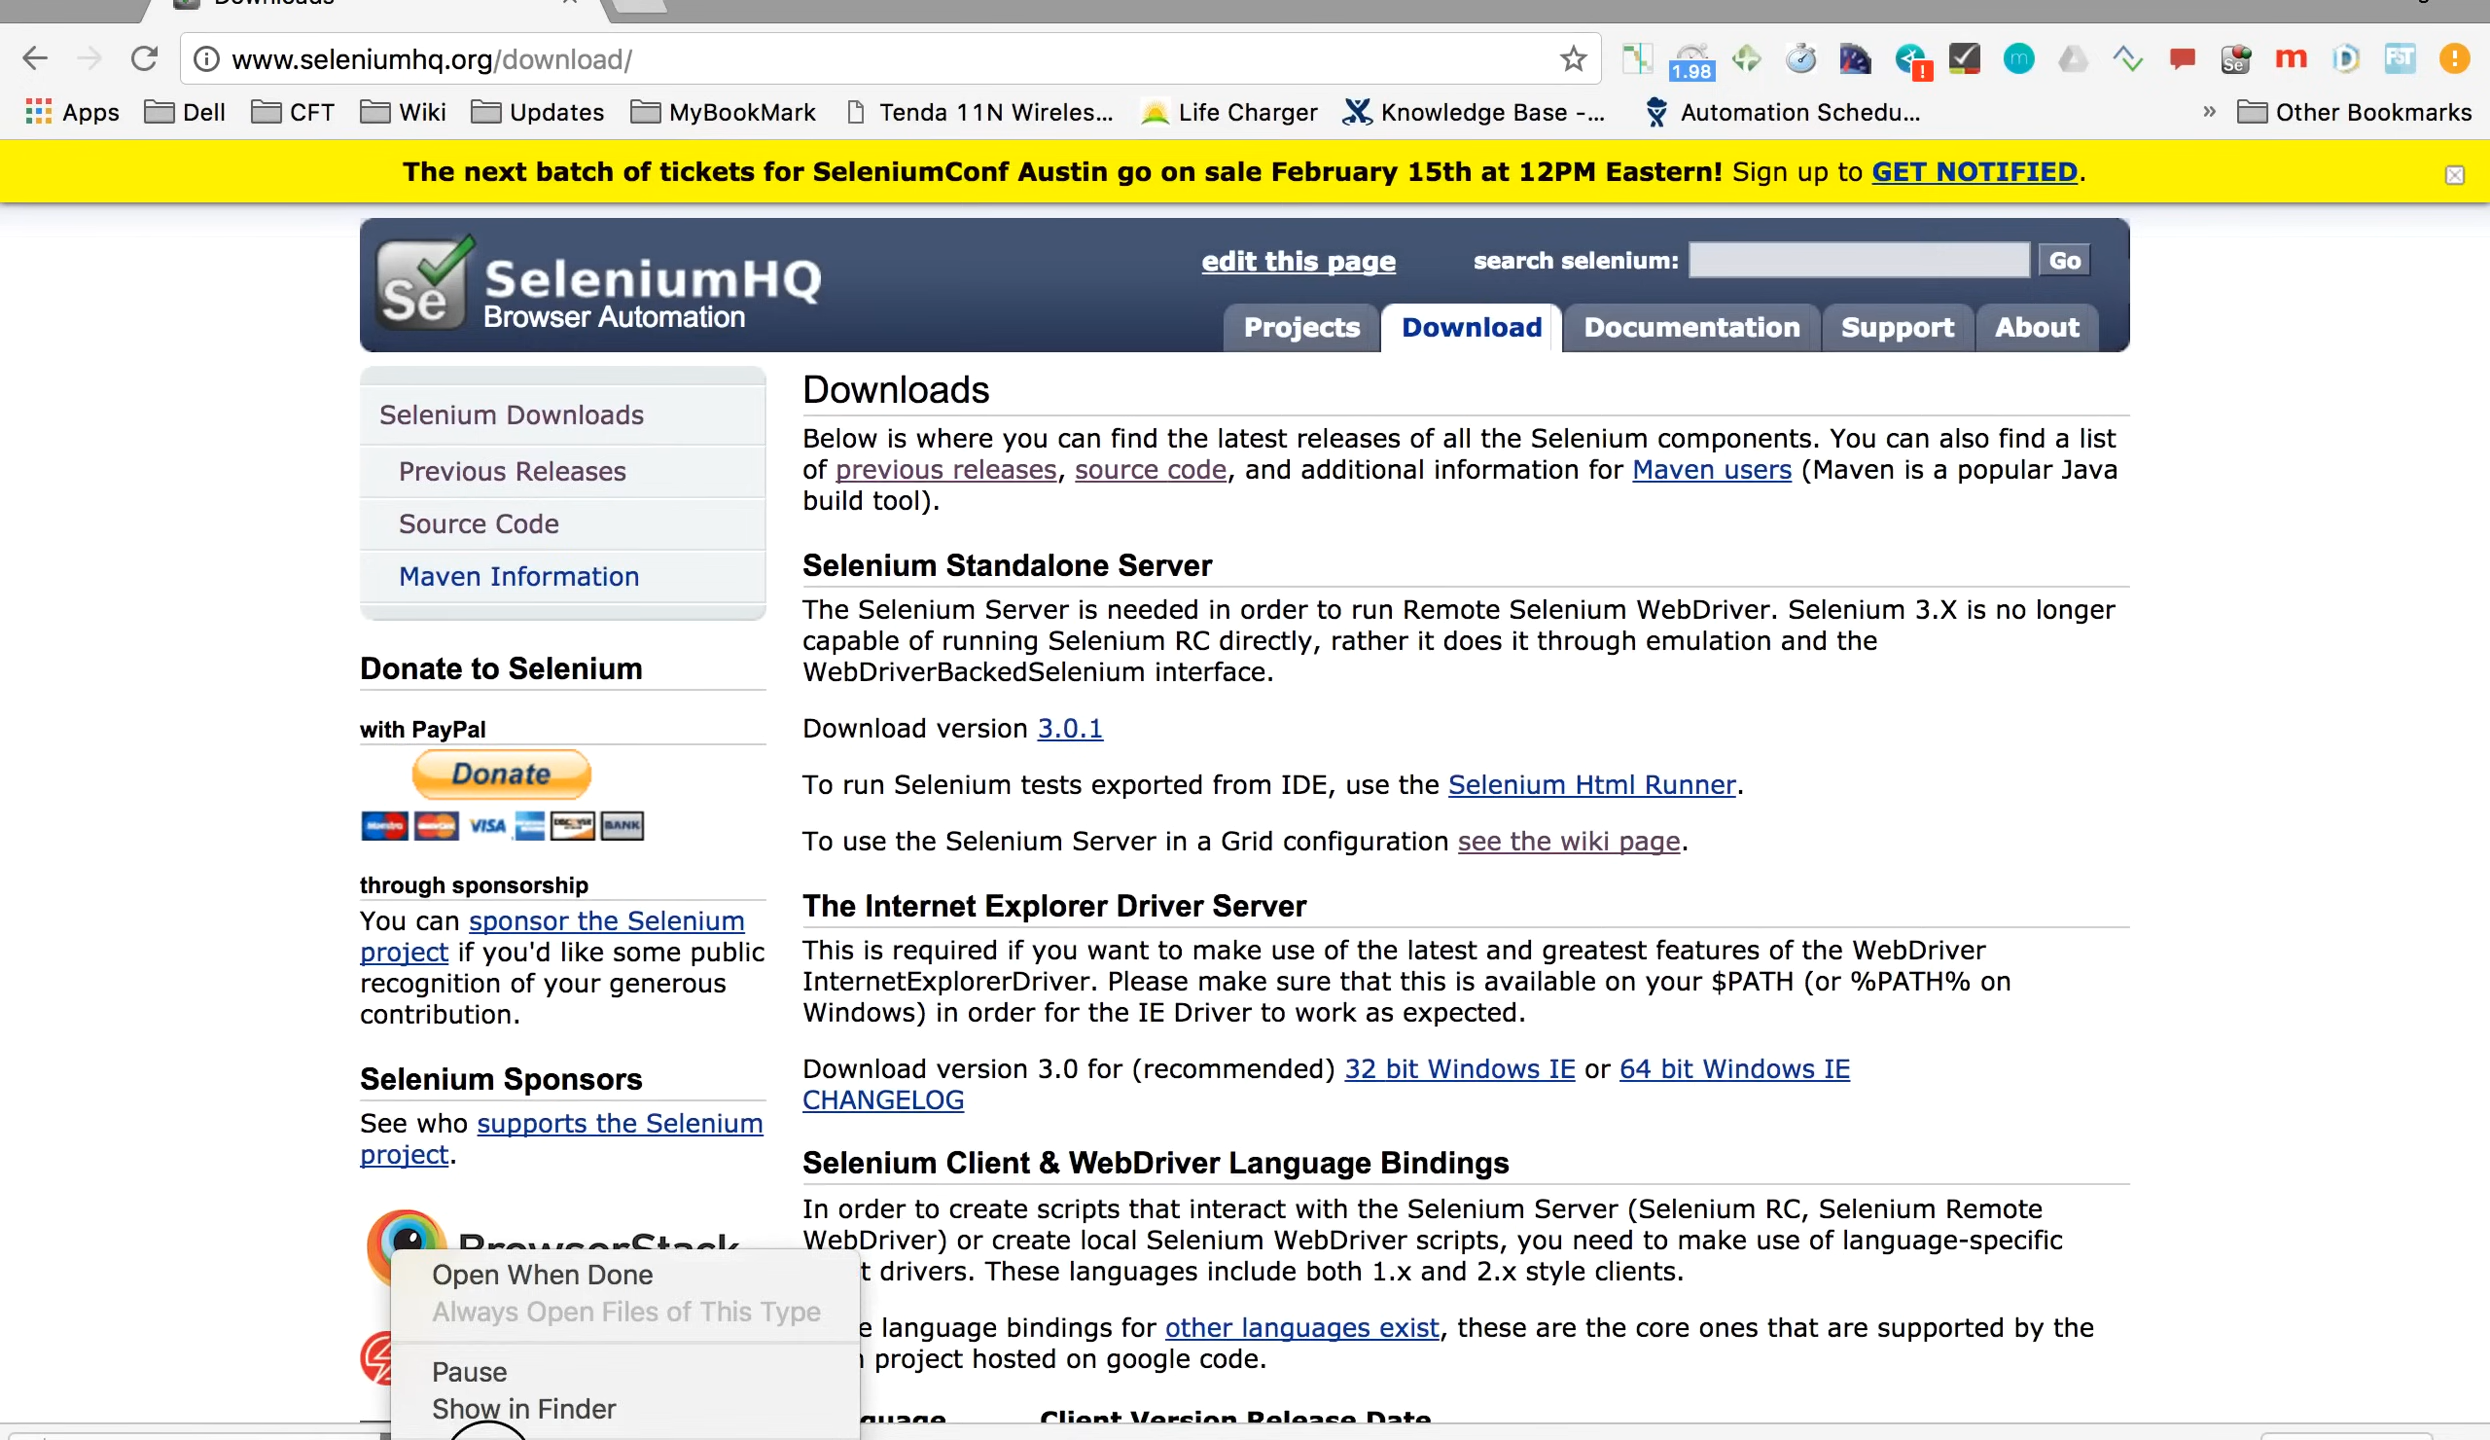 Downloads
www.seleniumhq.org/download/
1.98
Apps Dell CFT Wiki Updates MyBookMark Tenda 11N Wireles... Life Charger Knowledge Base -... Automation Schedu... » Other Bookmarks
The next batch of tickets for SeleniumConf Austin go on sale February 15th at 12PM Eastern! Sign up to GET NOTIFIED.
Se SeleniumHQ
Browser Automation
edit this page search selenium: Go
Projects Download Documentation Support About
Selenium Downloads
Previous Releases
Source Code
Maven Information
Donate to Selenium
with PayPal
Donate
VISA BANK
through sponsorship
You can sponsor the Selenium
project if you'd like some public
recognition of your generous
contribution.
Selenium Sponsors
See who supports the Selenium
project.
BrowserStack
Open When Done
Always Open Files of This Type
Pause
Show in Finder
Downloads
Below is where you can find the latest releases of all the Selenium components. You can also find a list
of previous releases, source code, and additional information for Maven users (Maven is a popular Java
build tool).
Selenium Standalone Server
The Selenium Server is needed in order to run Remote Selenium WebDriver. Selenium 3.X is no longer
capable of running Selenium RC directly, rather it does it through emulation and the
WebDriverBackedSelenium interface.
Download version 3.0.1
To run Selenium tests exported from IDE, use the Selenium Html Runner.
To use the Selenium Server in a Grid configuration see the wiki page.
The Internet Explorer Driver Server
This is required if you want to make use of the latest and greatest features of the WebDriver
InternetExplorerDriver. Please make sure that this is available on your $PATH (or %PATH% on
Windows) in order for the IE Driver to work as expected.
Download version 3.0 for (recommended) 32 bit Windows IE or 64 bit Windows IE
CHANGELOG
Selenium Client & WebDriver Language Bindings
In order to create scripts that interact with the Selenium Server (Selenium RC, Selenium Remote
WebDriver) or create local Selenium WebDriver scripts, you need to make use of language-specific
t drivers. These languages include both 1.x and 2.x style clients.
e language bindings for other languages exist, these are the core ones that are supported by the
project hosted on google code.
guage Client Version Release Date